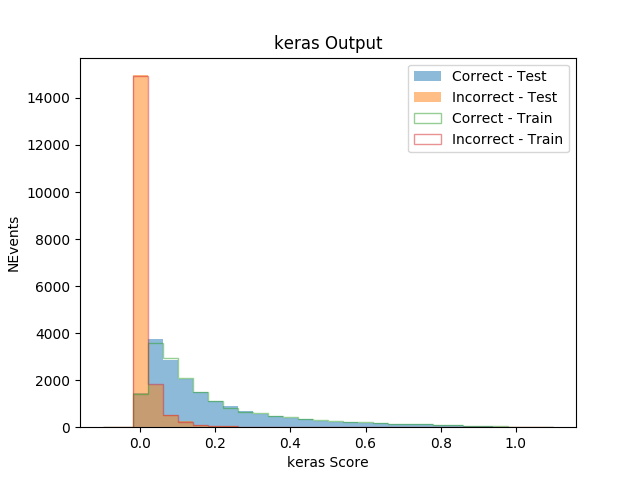 keras Output
Correct - Test
Incorrect - Test
Correct - Train
Incorrect - Train
14000
12000
10000
8000
6000
4000
2000
0
NEvents
0.0 0.2 0.4 0.6 0.8 1.0
keras Score